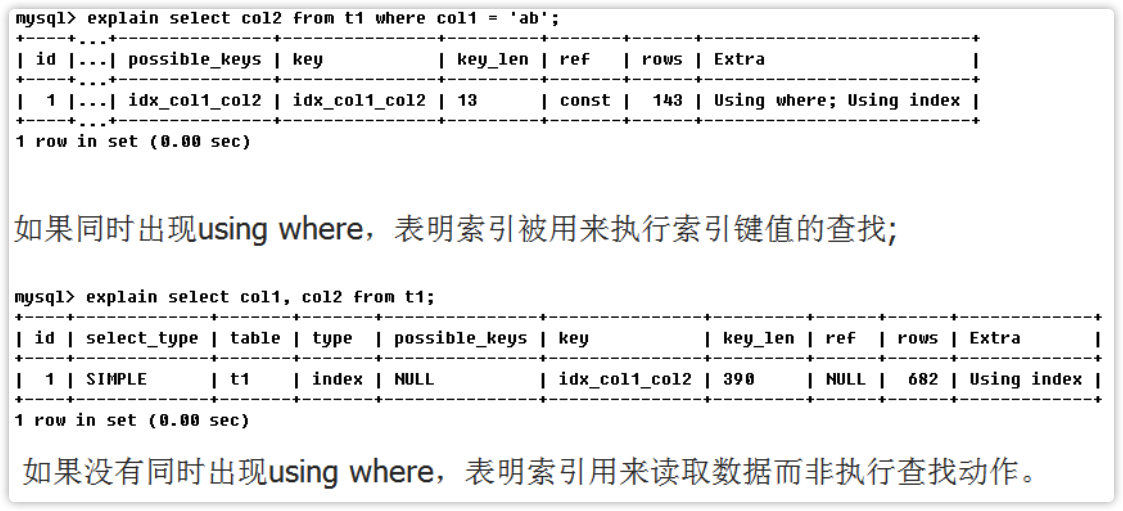 mysql> explain select col2 from t1 where col1 = 'ab';
+----+...+---------------+---------------+---------+-------+------+--------------------------+
| id |...| possible_keys | key           | key_len | ref   | rows | Extra                    |
+----+...+---------------+---------------+---------+-------+------+--------------------------+
|  1 |...| idx_col1_col2 | idx_col1_col2 | 13      | const |  143 | Using where; Using index |
+----+...+---------------+---------------+---------+-------+------+--------------------------+
1 row in set (0.00 sec)
如果同时出现using where，表明索引被用来执行索引键值的查找;
mysql> explain select col1, col2 from t1;
+----+-------------+-------+-------+---------------+---------------+---------+------+------+-------------+
| id | select_type | table | type  | possible_keys | key           | key_len | ref  | rows | Extra       |
+----+-------------+-------+-------+---------------+---------------+---------+------+------+-------------+
|  1 | SIMPLE      | t1    | index | NULL          | idx_col1_col2 | 390     | NULL |  682 | Using index |
+----+-------------+-------+-------+---------------+---------------+---------+------+------+-------------+
1 row in set (0.00 sec)
如果没有同时出现using where，表明索引用来读取数据而非执行查找动作。